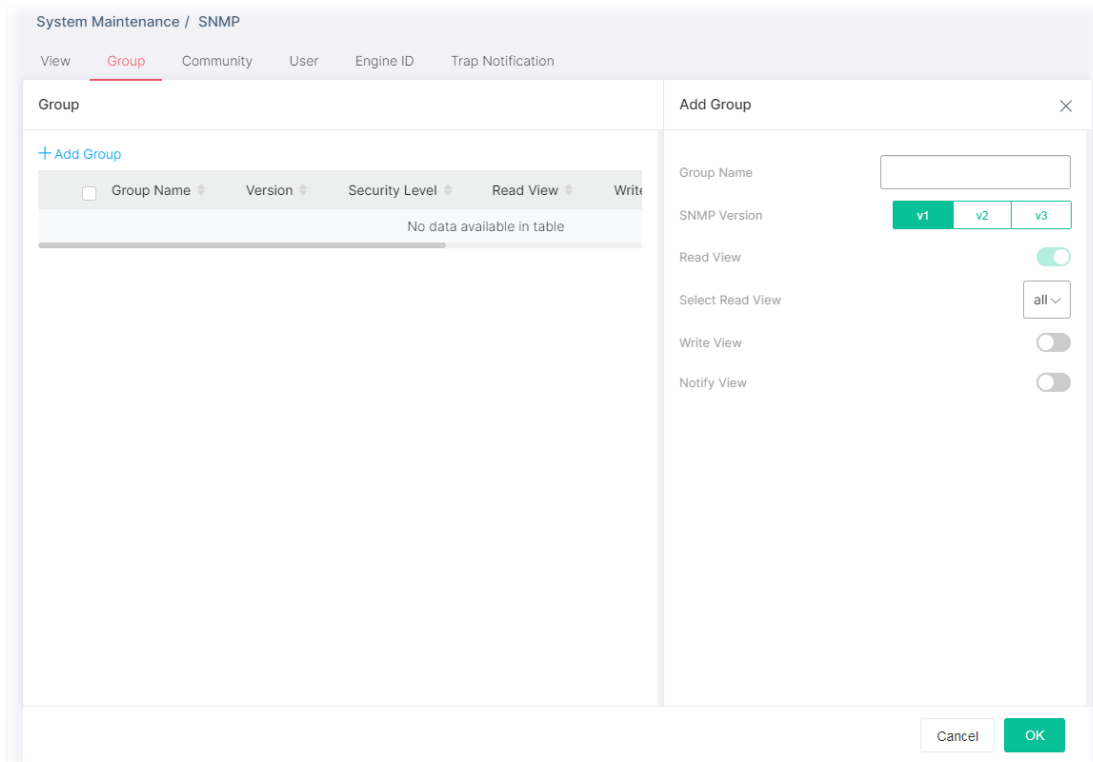 System Maintenance / SNMP
View Group Community User Engine ID Trap Notification
Group
+Add Group
Group Name Version Security Level Read View Write
No data available in table
Add Group
Group Name
SNMP Version v1 v2 v3
Read View
Select Read View all
Write View
Notify View
Cancel OK